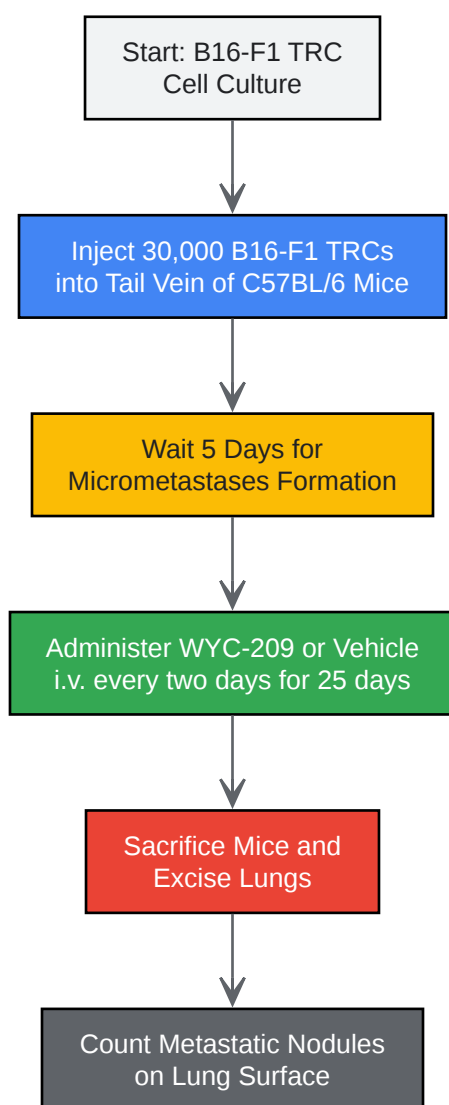 Start: B16-F1 TRC
Cell Culture
Inject 30,000 B16-F1 TRCs
into Tail Vein of C57BL/6 Mice
Wait 5 Days for
Micrometastases Formation
Administer WYC-209 or Vehicle
i.v. every two days for 25 days
Sacrifice Mice and
Excise Lungs
Count Metastatic Nodules
on Lung Surface